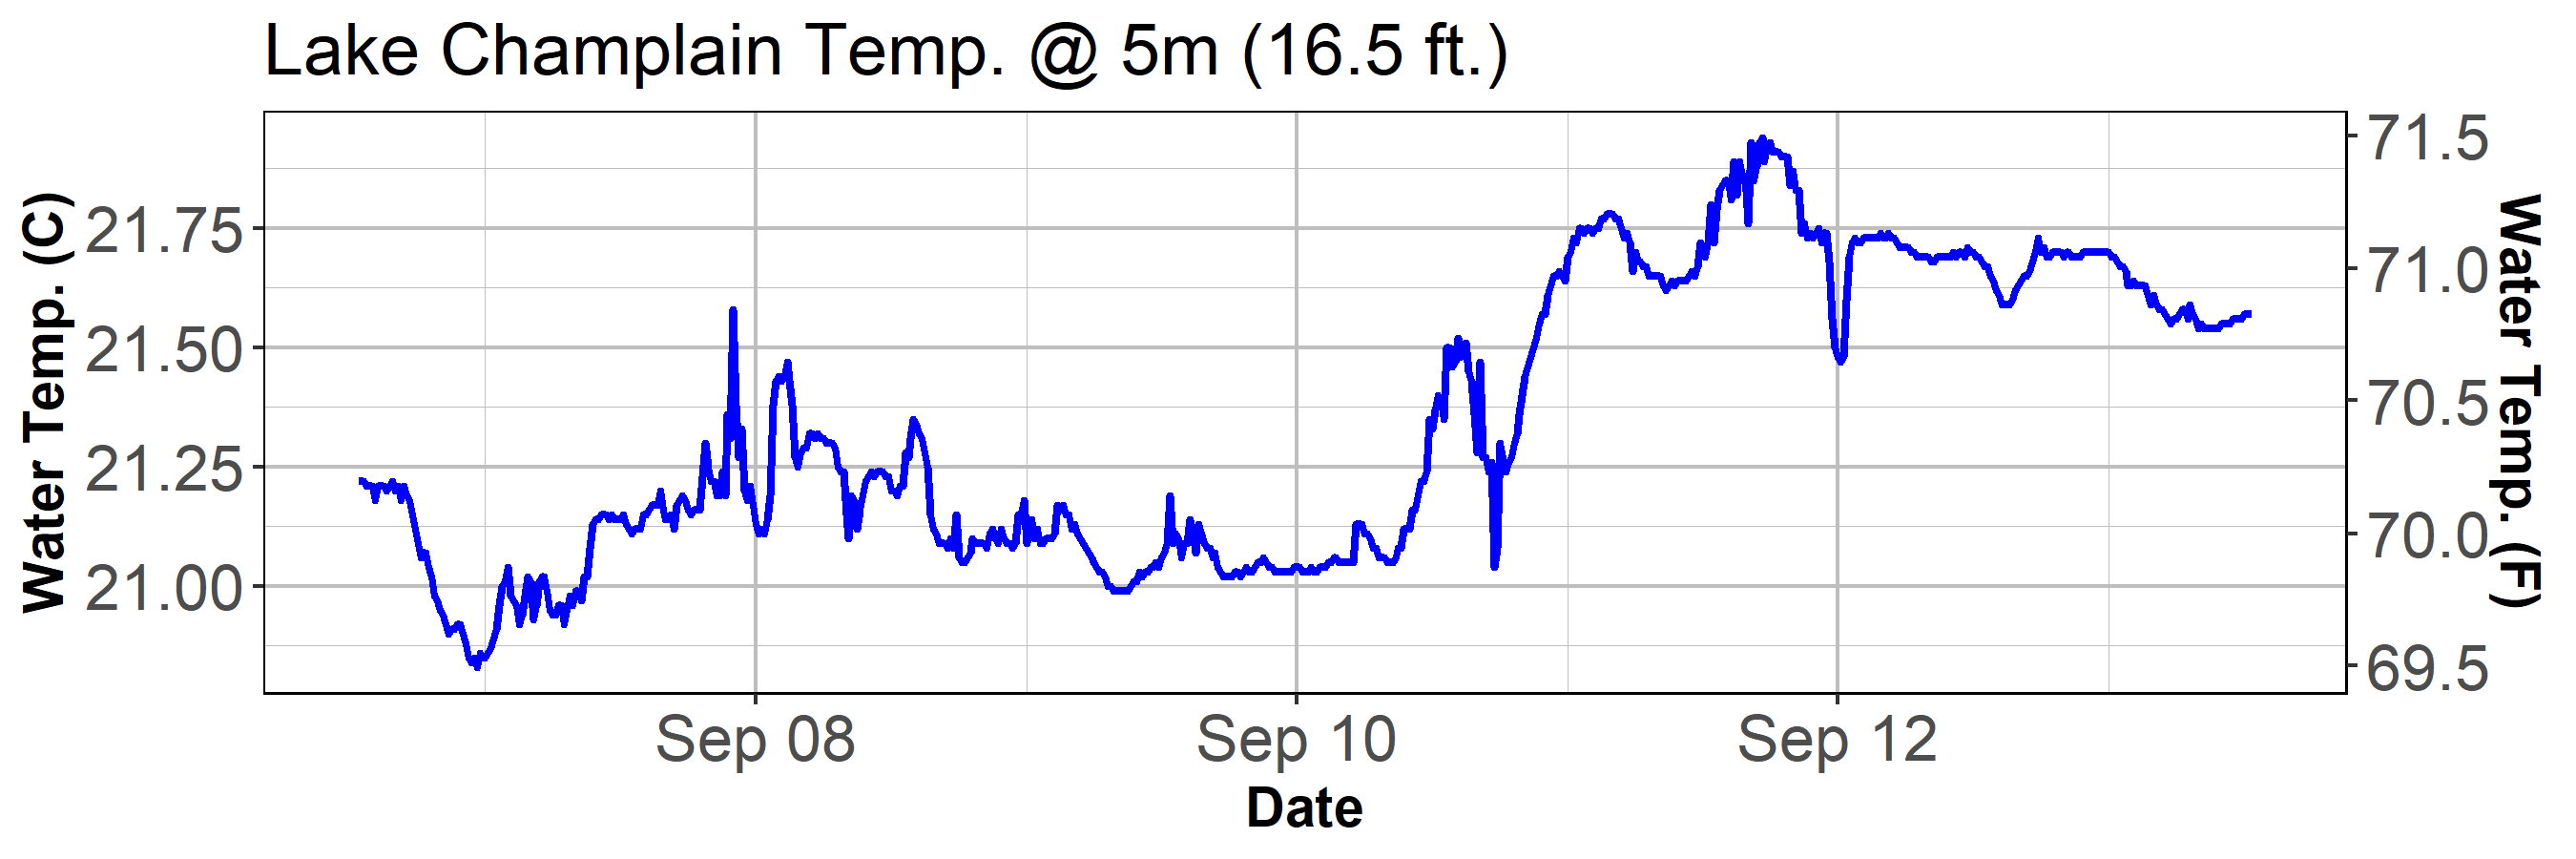 Lake Champlain Temp. @ 5m (16.5 ft.)
Water Temp. (C)
21.75
21.50
21.25
21.00
71.5
71.0
70.5
70.0
69.5
Water Temp. (F)
Sep 08
Sep 10
Sep 12
Date